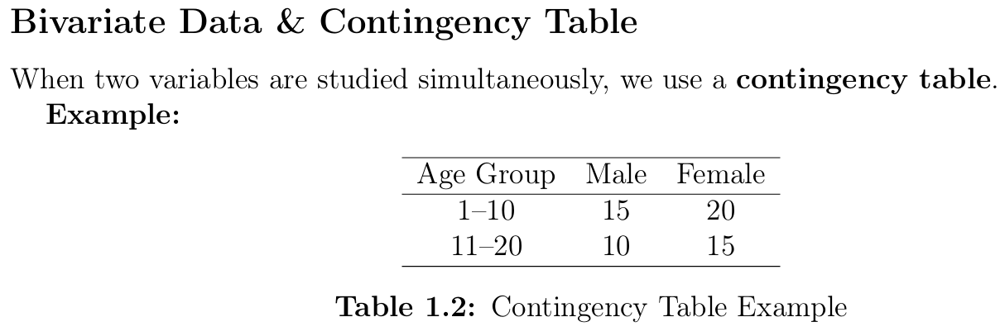 Bivariate Data & Contingency Table
When two variables are studied simultaneously, we use a contingency table.
Example:
Age Group Male Female
1–10 15 20
11–20 10 15
Table 1.2: Contingency Table Example